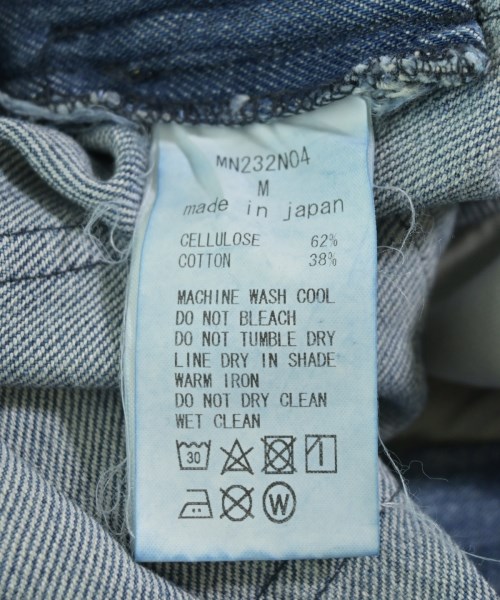 MN232N04
M
made in japan
CELLULOSE 62%
COTTON 38%
MACHINE WASH COOL
DO NOT BLEACH
DO NOT TUMBLE DRY
LINE DRY IN SHADE
WARM IRON
DO NOT DRY CLEAN
WET CLEAN
30
W